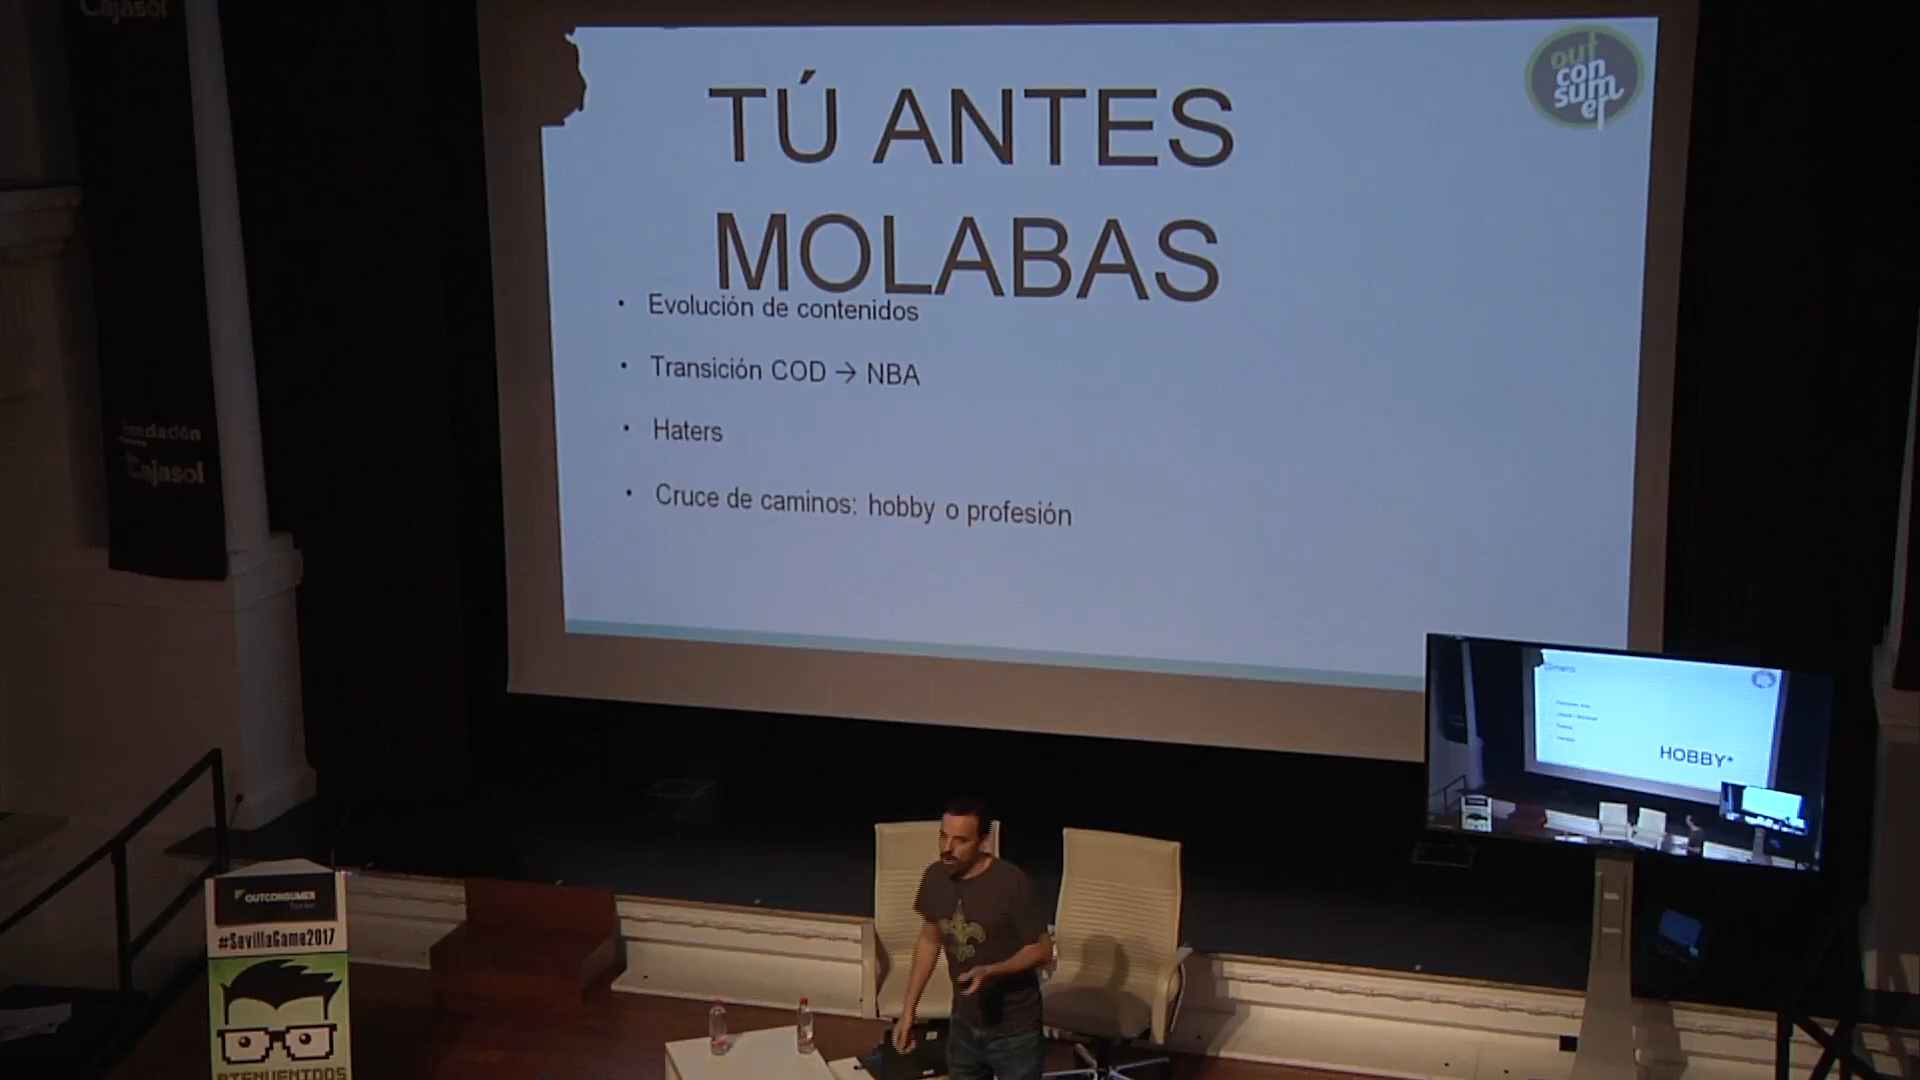 Cajasol
TÚ ANTES
MOLABAS
• Evolución de contenidos
• Transición COD → NBA
• Haters
• Cruce de caminos: hobby o profesión
out
con
sum
er
Fundación
Cajasol
HOBBY*
OUTCONSUMER
#SevillaGame2017
BIENVENIDOS